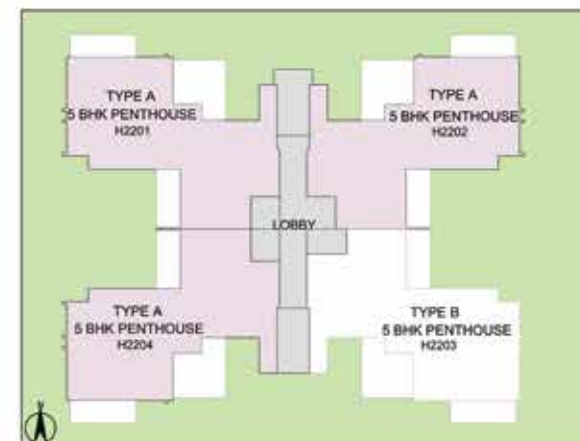 TYPE A
5 BHK PENTHOUSE
H2201
TYPE A
5 BHK PENTHOUSE
H2202
LOBBY
TYPE A
5 BHK PENTHOUSE
H2204
TYPE B
5 BHK PENTHOUSE
H2203
N